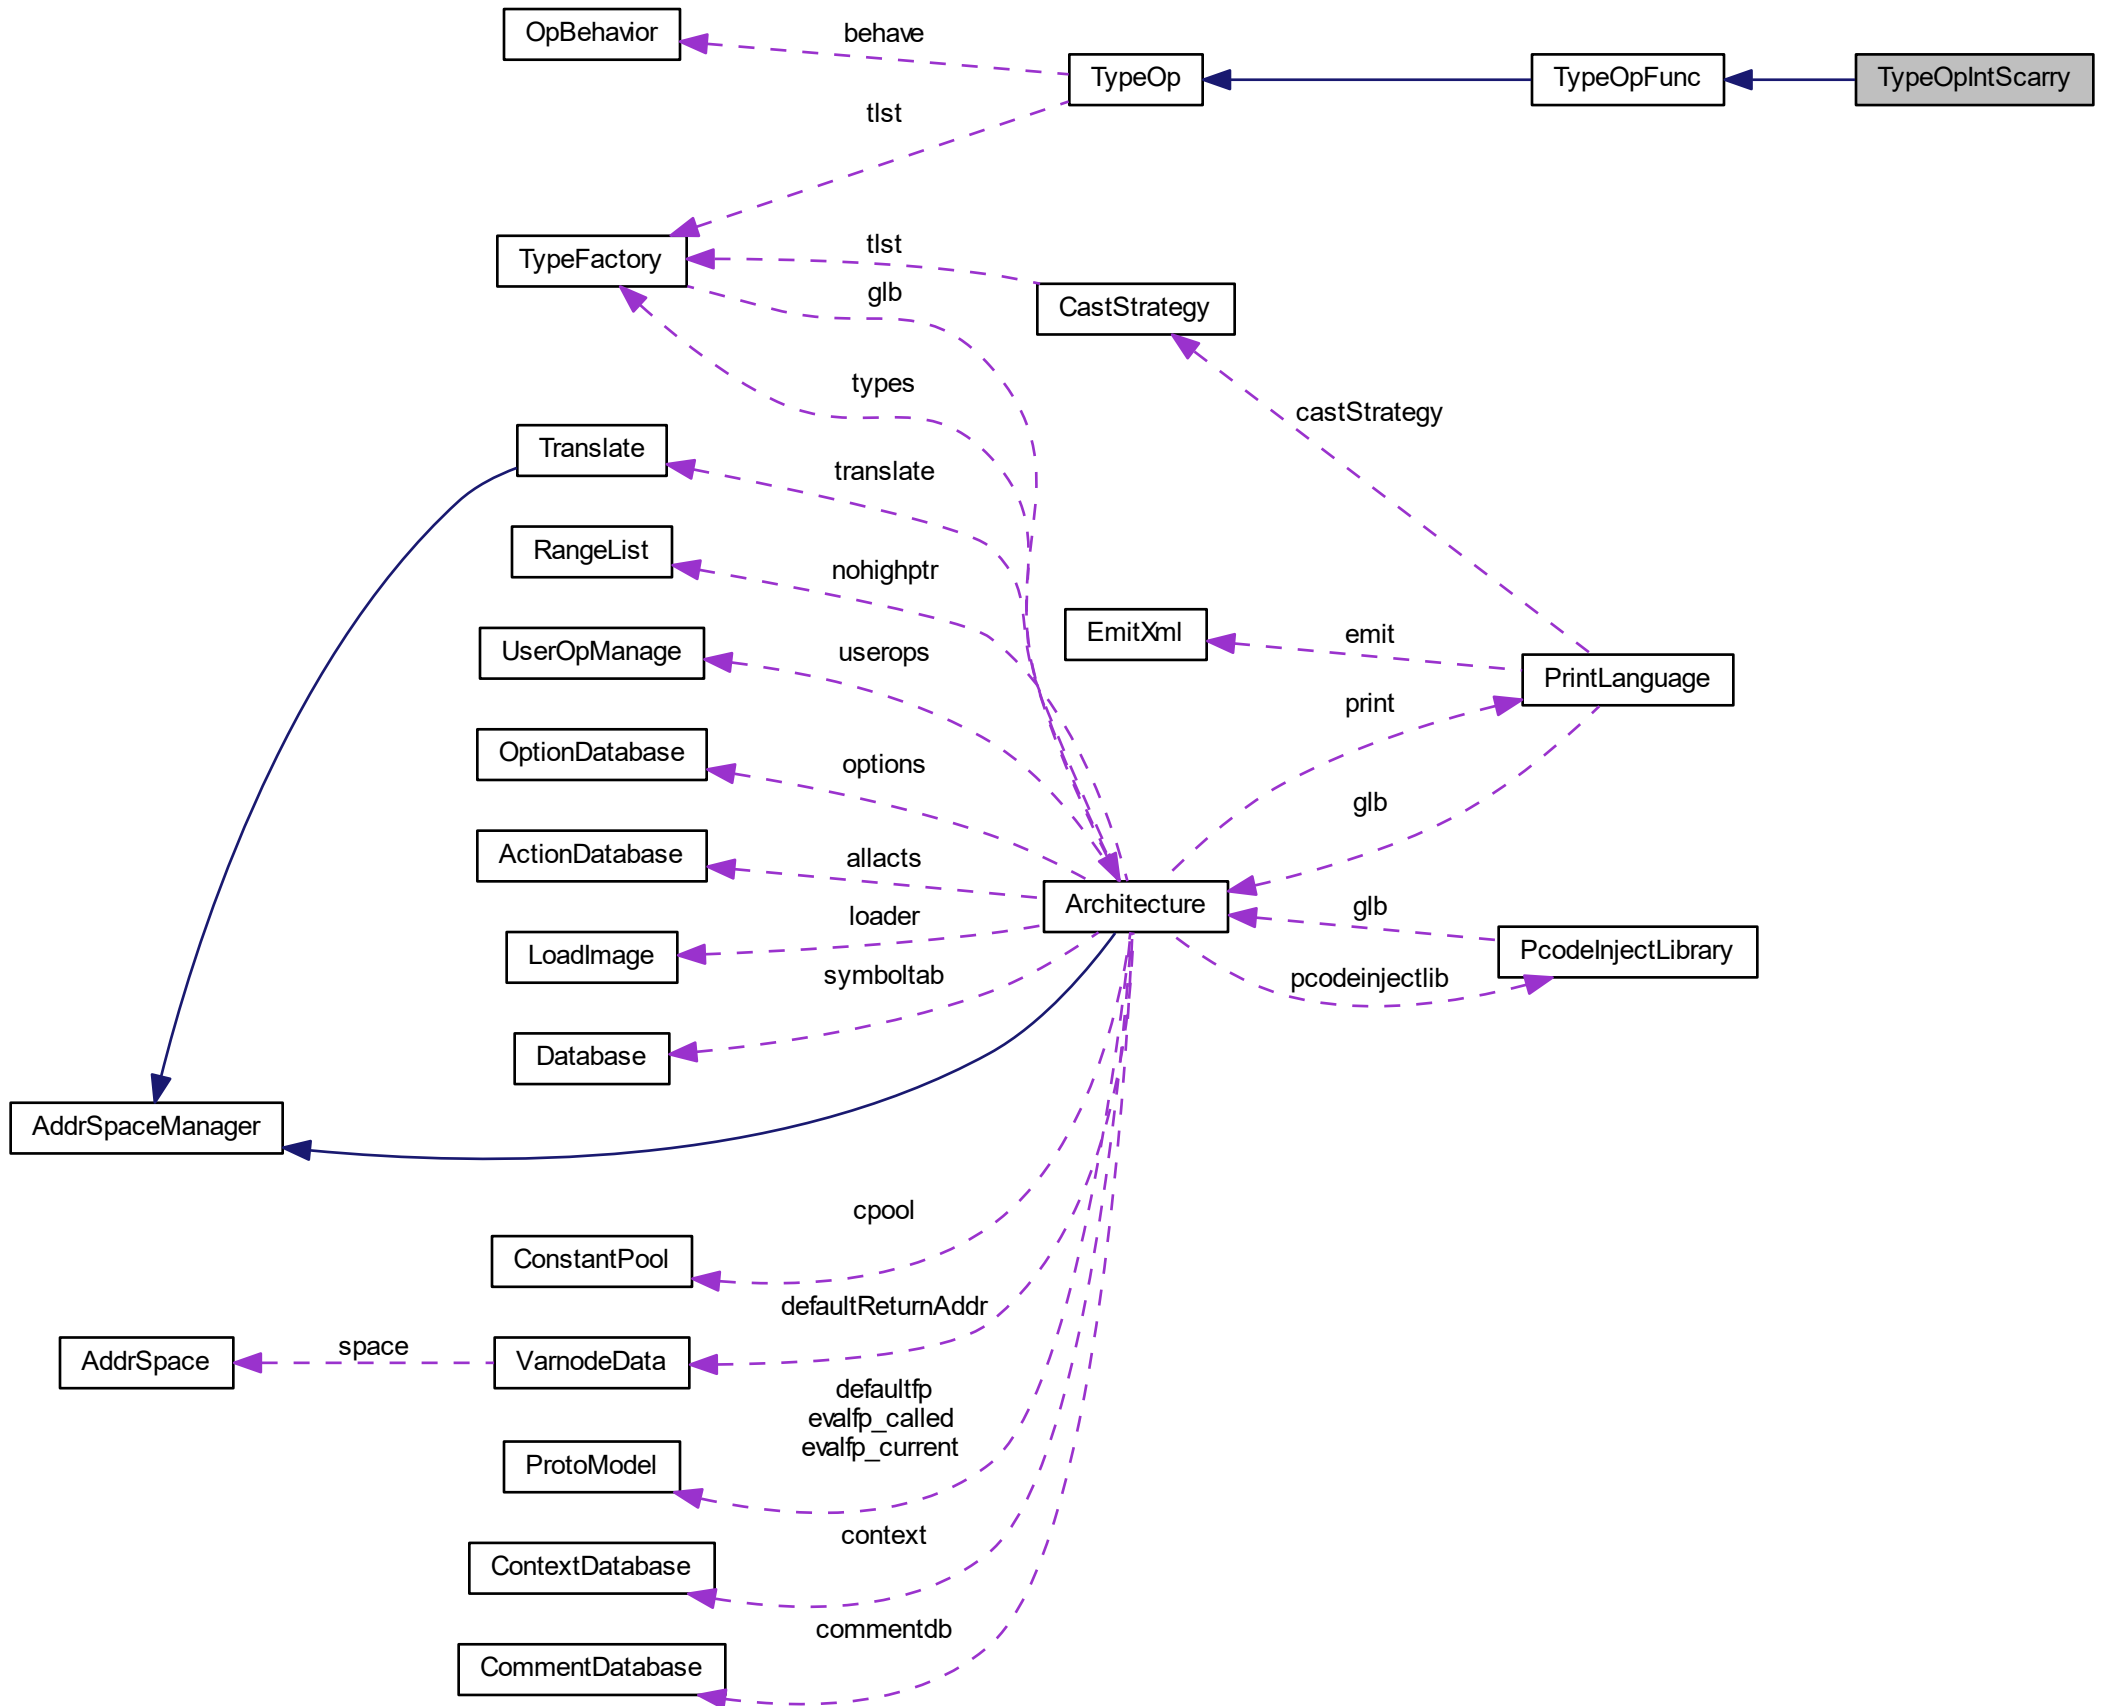 OpBehavior
behave
TypeOp
TypeOpFunc
TypeOpIntScarry
tlst
TypeFactory
tlst
glb
CastStrategy
types
castStrategy
Translate
translate
RangeList
nohighptr
EmitXml
emit
UserOpManage
userops
PrintLanguage
print
OptionDatabase
options
glb
ActionDatabase
allacts
Architecture
glb
LoadImage
loader
PcodeInjectLibrary
symboltab
pcodeinjectlib
Database
AddrSpaceManager
cpool
ConstantPool
defaultReturnAddr
AddrSpace
space
VarnodeData
defaultfp
evalfp_called
evalfp_current
ProtoModel
context
ContextDatabase
commentdb
CommentDatabase